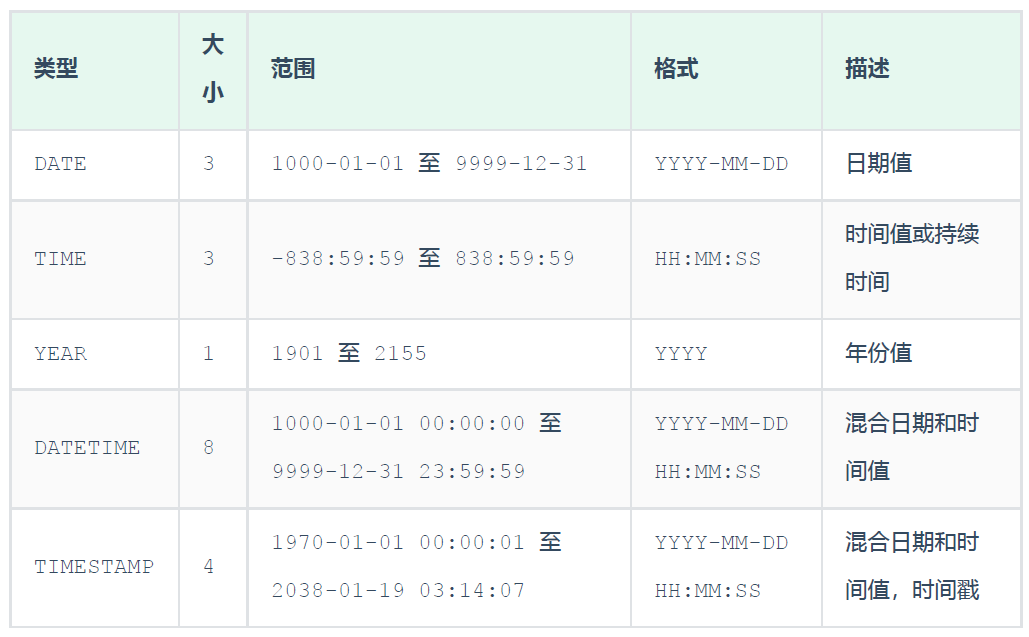 类型 大小 范围 格式 描述
DATE 3 1000-01-01 至 9999-12-31 YYYY-MM-DD 日期值
TIME 3 -838:59:59 至 838:59:59 HH:MM:SS 时间值或持续
时间
YEAR 1 1901 至 2155 YYYY 年份值
DATETIME 8 1000-01-01 00:00:00 至 YYYY-MM-DD 混合日期和时
9999-12-31 23:59:59 HH:MM:SS 间值
TIMESTAMP 4 1970-01-01 00:00:01 至 YYYY-MM-DD 混合日期和时
2038-01-19 03:14:07 HH:MM:SS 间值，时间戳